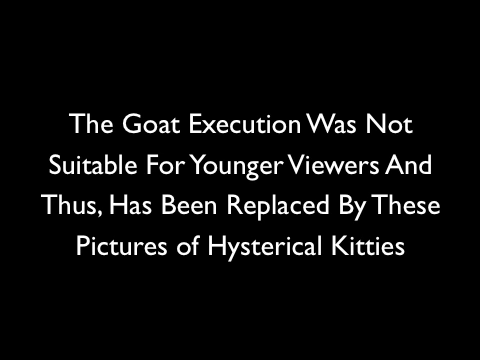 The Goat Execution Was Not
Suitable For Younger Viewers And
Thus, Has Been Replaced By These
Pictures of Hysterical Kitties